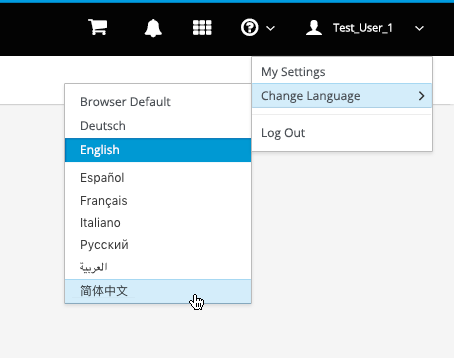 Test_User_1
My Settings
Change Language
Log Out
Browser Default
Deutsch
English
Español
Français
Italiano
Русский
العربية
简体中文